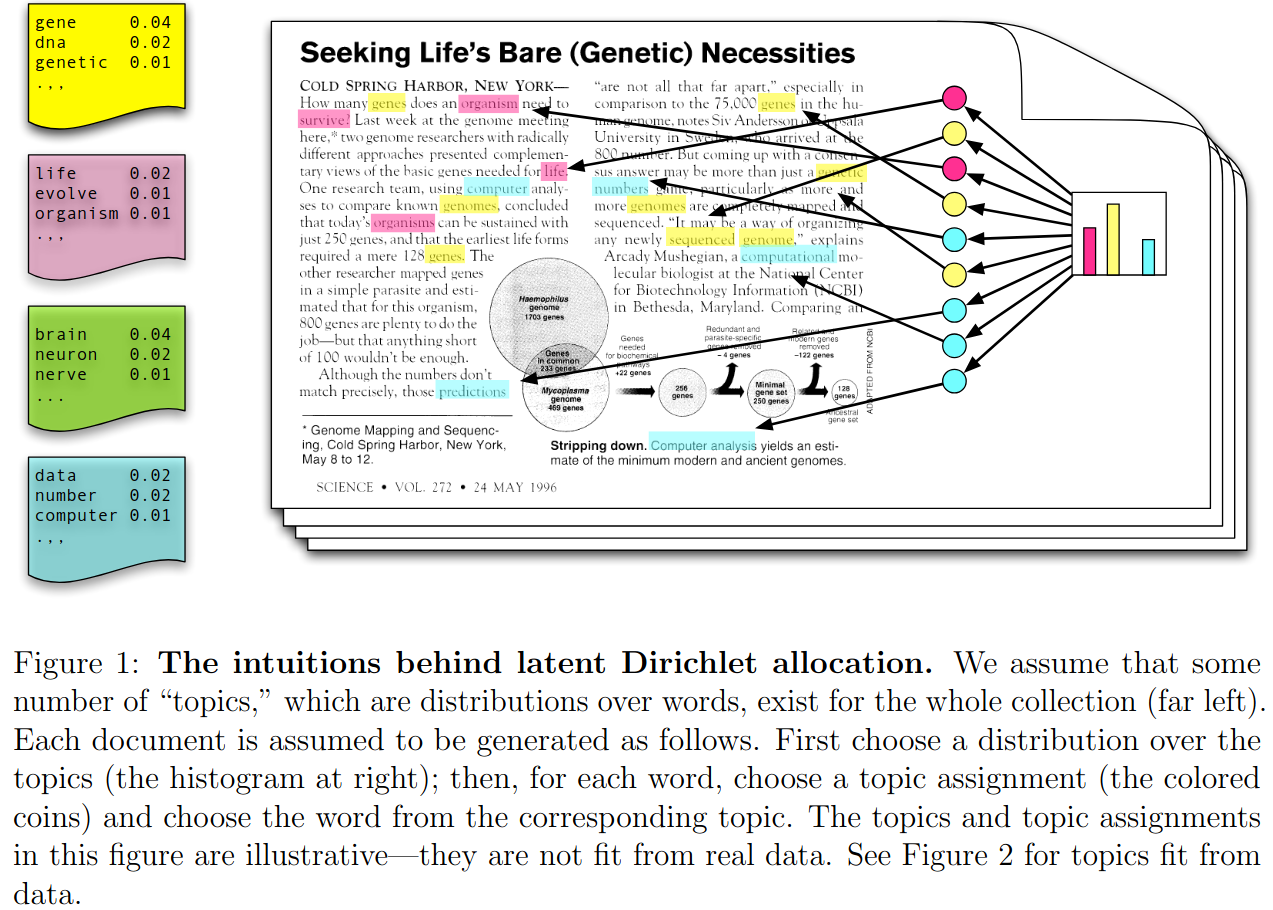 gene 0.04
dna 0.02
genetic 0.01
.,,
life 0.02
evolve 0.01
organism 0.01
.,,
brain 0.04
neuron 0.02
nerve 0.01
...
data 0.02
number 0.02
computer 0.01
.,,
Seeking Life's Bare (Genetic) Necessities
COLD SPRING HARBOR, NEW YORK—
How many genes does an organism need to
survive? Last week at the genome meeting
here,* two genome researchers with radically
different approaches presented complemen-
tary views of the basic genes needed for life.
One research team, using computer analy-
ses to compare known genomes, concluded
that today's organisms can be sustained with
just 250 genes, and that the earliest life forms
required a mere 128 genes. The
other researcher mapped genes
in a simple parasite and esti-
mated that for this organism,
800 genes are plenty to do the
job—but that anything short
of 100 wouldn't be enough.
Although the numbers don't
match precisely, those predictions
* Genome Mapping and Sequenc-
ing, Cold Spring Harbor, New York,
May 8 to 12.
"are not all that far apart," especially in
comparison to the 75,000 genes in the hu-
man genome, notes Siv Andersson of Uppsala
University in Sweden, who arrived at the
800 number. But coming up with a consen-
sus answer may be more than just a genetic
numbers game, particularly as more and
more genomes are completely mapped and
sequenced. "It may be a way of organizing
any newly sequenced genome," explains
Arcady Mushegian, a computational mo-
lecular biologist at the National Center
for Biotechnology Information (NCBI)
in Bethesda, Maryland. Comparing an
Haemophilus
genome
1703 genes
Genes
in common
233 genes
Mycoplasma
genome
469 genes
Genes
needed
for biochemical
pathways
+22 genes
256
genes
Redundant and
parasite-specific
genes removed
– 4 genes
Minimal
gene set
250 genes
Related and
modern genes
removed
–122 genes
128
genes
Ancestral
gene set
ADAPTED FROM NCBI
Stripping down. Computer analysis yields an esti-
mate of the minimum modern and ancient genomes.
SCIENCE • VOL. 272 • 24 MAY 1996
Figure 1: The intuitions behind latent Dirichlet allocation. We assume that some
number of “topics,” which are distributions over words, exist for the whole collection (far left).
Each document is assumed to be generated as follows. First choose a distribution over the
topics (the histogram at right); then, for each word, choose a topic assignment (the colored
coins) and choose the word from the corresponding topic. The topics and topic assignments
in this figure are illustrative—they are not fit from real data. See Figure 2 for topics fit from
data.